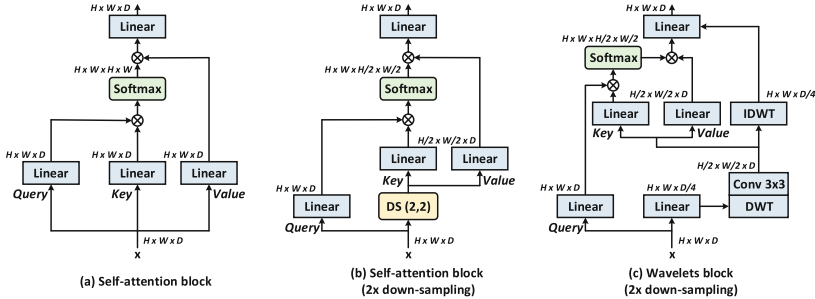 H x W x D
Linear
H x W x H x W
Softmax
H x W x D
H x W x D
H x W x D
Linear
Linear
Linear
Query
Key
Value
H x W x D
x
(a) Self-attention block
H x W x D
Linear
H x W x H/2 x W/2
Softmax
H/2 x W/2 x D
Linear
Linear
Key
Value
H x W x D
Linear
DS (2,2)
Query
H x W x D
x
(b) Self-attention block
(2x down-sampling)
H x W x D
Linear
H x W x H/2 x W/2
Softmax
H/2 x W/2 x D
H x W x D/4
Linear
Linear
IDWT
Key
Value
H/2 x W/2 x D
H x W x D
H x W x D/4
Conv 3x3
Linear
Linear
DWT
Query
H x W x D
x
(c) Wavelets block
(2x down-sampling)